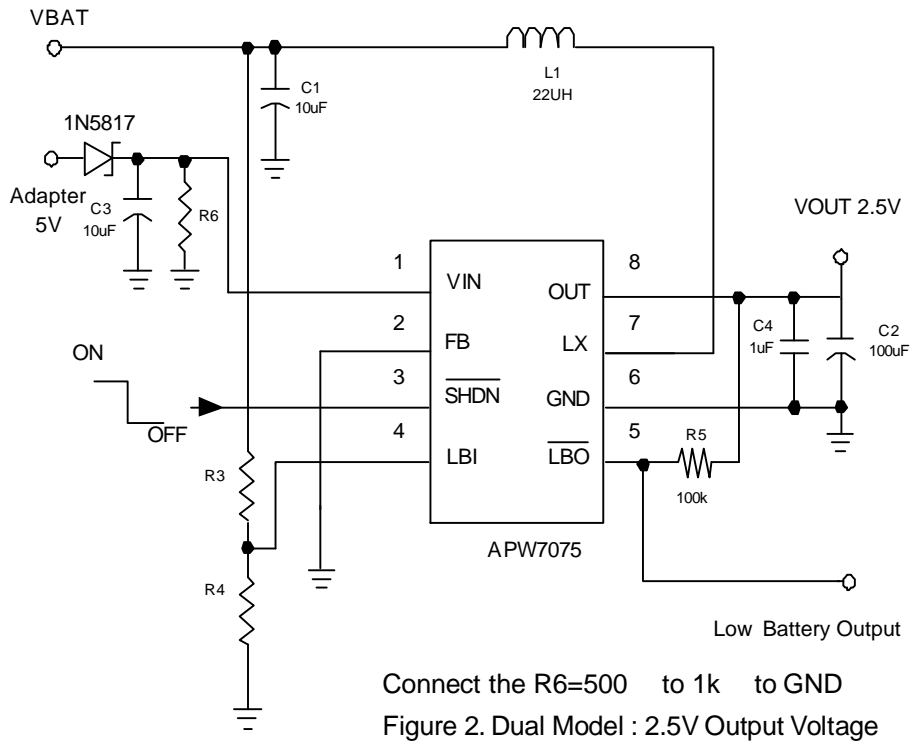 VBAT
L1
22UH
C1
10uF
1N5817
Adapter
5V
C3
10uF
R6
VOUT 2.5V
1
VIN
8
OUT
2
FB
7
LX
C4
1uF
C2
100uF
ON
OFF
3
SHDN
6
GND
4
LBI
5
LBO
R5
100k
R3
APW7075
R4
Low Battery Output
Connect the R6=500 to 1k to GND
Figure 2. Dual Model : 2.5V Output Voltage